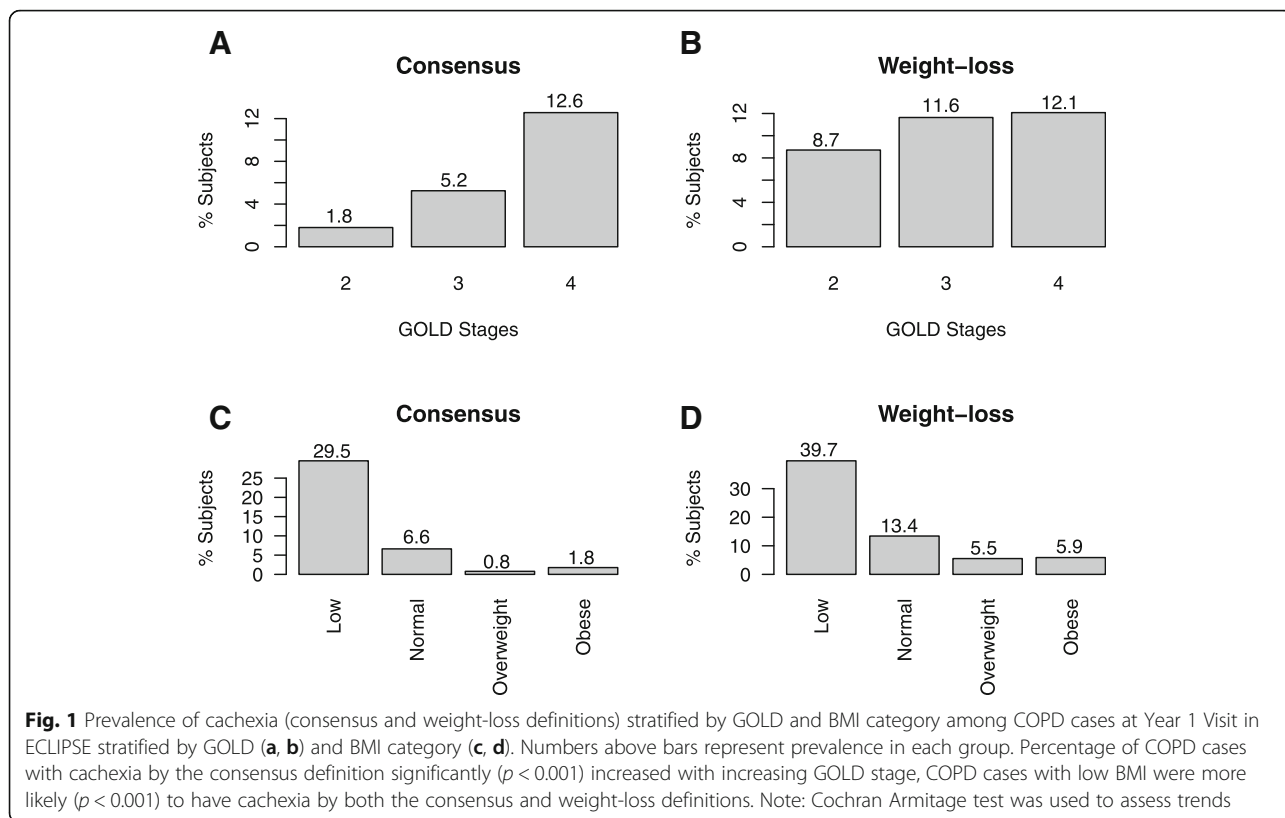 A
Consensus
% Subjects
0 4 8 12
1.8 5.2 12.6
2 3 4
GOLD Stages
B
Weight–loss
% Subjects
0 4 8 12
8.7 11.6 12.1
2 3 4
GOLD Stages
C
Consensus
% Subjects
0 5 10 15 20 25
29.5 6.6 0.8 1.8
Low Normal Overweight Obese
D
Weight–loss
% Subjects
0 10 20 30
39.7 13.4 5.5 5.9
Low Normal Overweight Obese
Fig. 1 Prevalence of cachexia (consensus and weight-loss definitions) stratified by GOLD and BMI category among COPD cases at Year 1 Visit in
ECLIPSE stratified by GOLD (a, b) and BMI category (c, d). Numbers above bars represent prevalence in each group. Percentage of COPD cases
with cachexia by the consensus definition significantly (p < 0.001) increased with increasing GOLD stage, COPD cases with low BMI were more
likely (p < 0.001) to have cachexia by both the consensus and weight-loss definitions. Note: Cochran Armitage test was used to assess trends